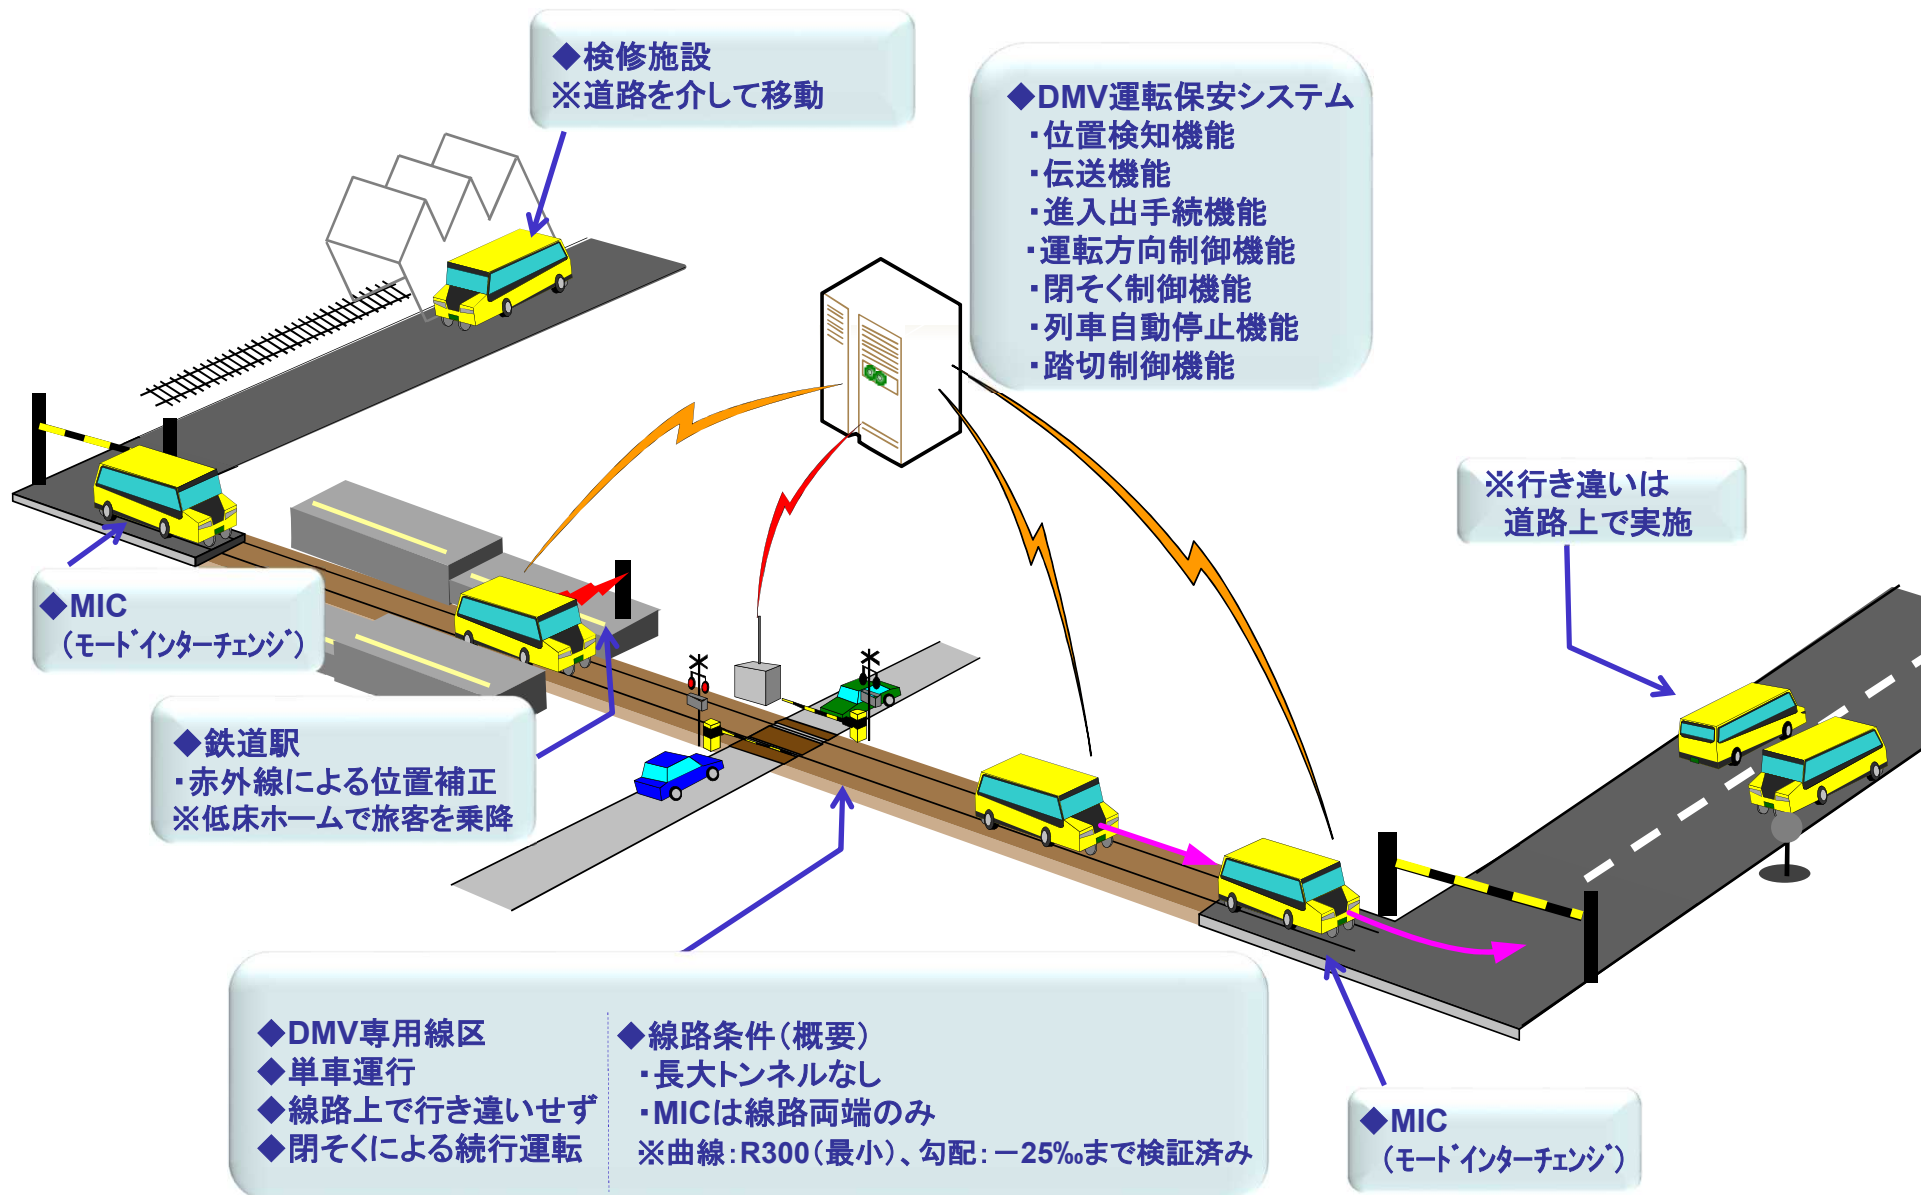 ◆検修施設
※道路を介して移動
◆DMV運転保安システム
・位置検知機能
・伝送機能
・進入出手続機能
・運転方向制御機能
・閉そく制御機能
・列車自動停止機能
・踏切制御機能
※行き違いは
道路上で実施
◆MIC
（モードインターチェンジ）
◆鉄道駅
・赤外線による位置補正
※低床ホームで旅客を乗降
◆DMV専用線区
◆単車運行
◆線路上で行き違いせず
◆閉そくによる続行運転
◆線路条件（概要）
・長大トンネルなし
・MICは線路両端のみ
※曲線：R300（最小）、勾配：－25‰まで検証済み
◆MIC
（モードインターチェンジ）